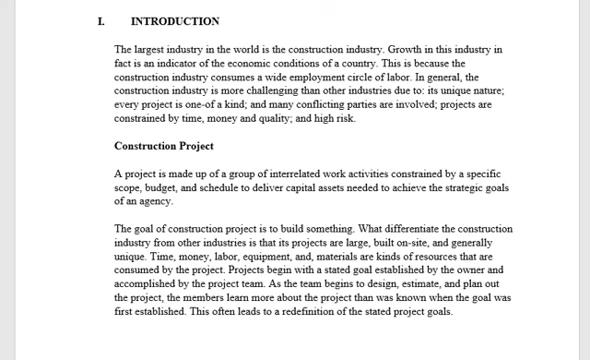 I. INTRODUCTION
The largest industry in the world is the construction industry. Growth in this industry in
fact is an indicator of the economic conditions of a country. This is because the
construction industry consumes a wide employment circle of labor. In general, the
construction industry is more challenging than other industries due to: its unique nature;
every project is one-of a kind; and many conflicting parties are involved; projects are
constrained by time, money and quality; and high risk.
Construction Project
A project is made up of a group of interrelated work activities constrained by a specific
scope, budget, and schedule to deliver capital assets needed to achieve the strategic goals
of an agency.
The goal of construction project is to build something. What differentiate the construction
industry from other industries is that its projects are large, built on-site, and generally
unique. Time, money, labor, equipment, and, materials are kinds of resources that are
consumed by the project. Projects begin with a stated goal established by the owner and
accomplished by the project team. As the team begins to design, estimate, and plan out
the project, the members learn more about the project than was known when the goal was
first established. This often leads to a redefinition of the stated project goals.